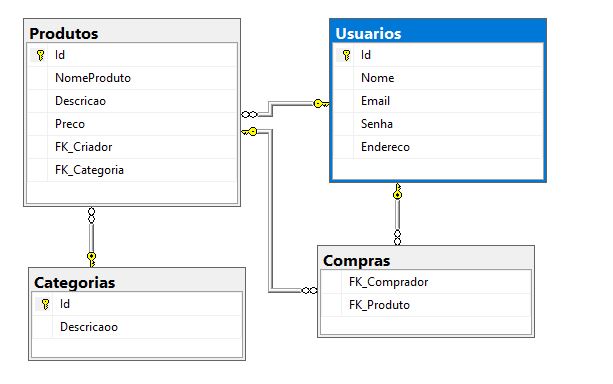 Produtos
Id
NomeProduto
Descricao
Preco
FK_Criador
FK_Categoria
Usuarios
Id
Nome
Email
Senha
Endereco
Categorias
Id
Descricaoo
Compras
FK_Comprador
FK_Produto